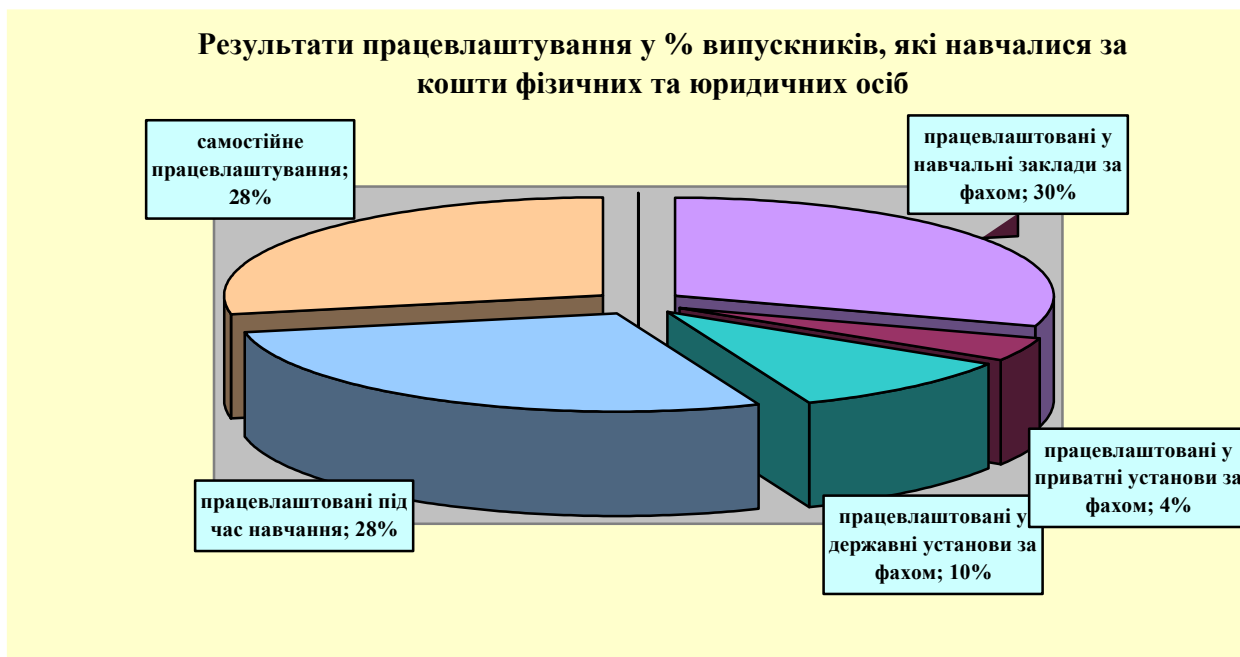 Результати працевлаштування у % випускників, які навчалися за
кошти фізичних та юридичних осіб
самостійне
працевлаштування;
28%
працевлаштовані у
навчальні заклади за
фахом; 30%
працевлаштовані у
приватні установи за
фахом; 4%
працевлаштовані під
час навчання; 28%
працевлаштовані у
державні установи за
фахом; 10%